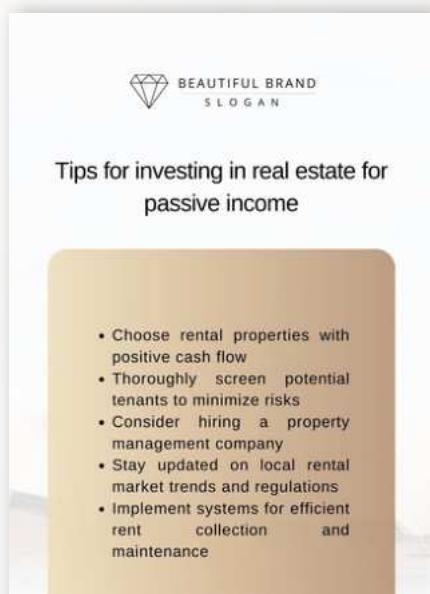 BEAUTIFUL BRAND
SLOGAN
Tips for investing in real estate for
passive income
• Choose rental properties with
positive cash flow
• Thoroughly screen potential
tenants to minimize risks
• Consider hiring a property
management company
• Stay updated on local rental
market trends and regulations
• Implement systems for efficient
rent collection and
maintenance